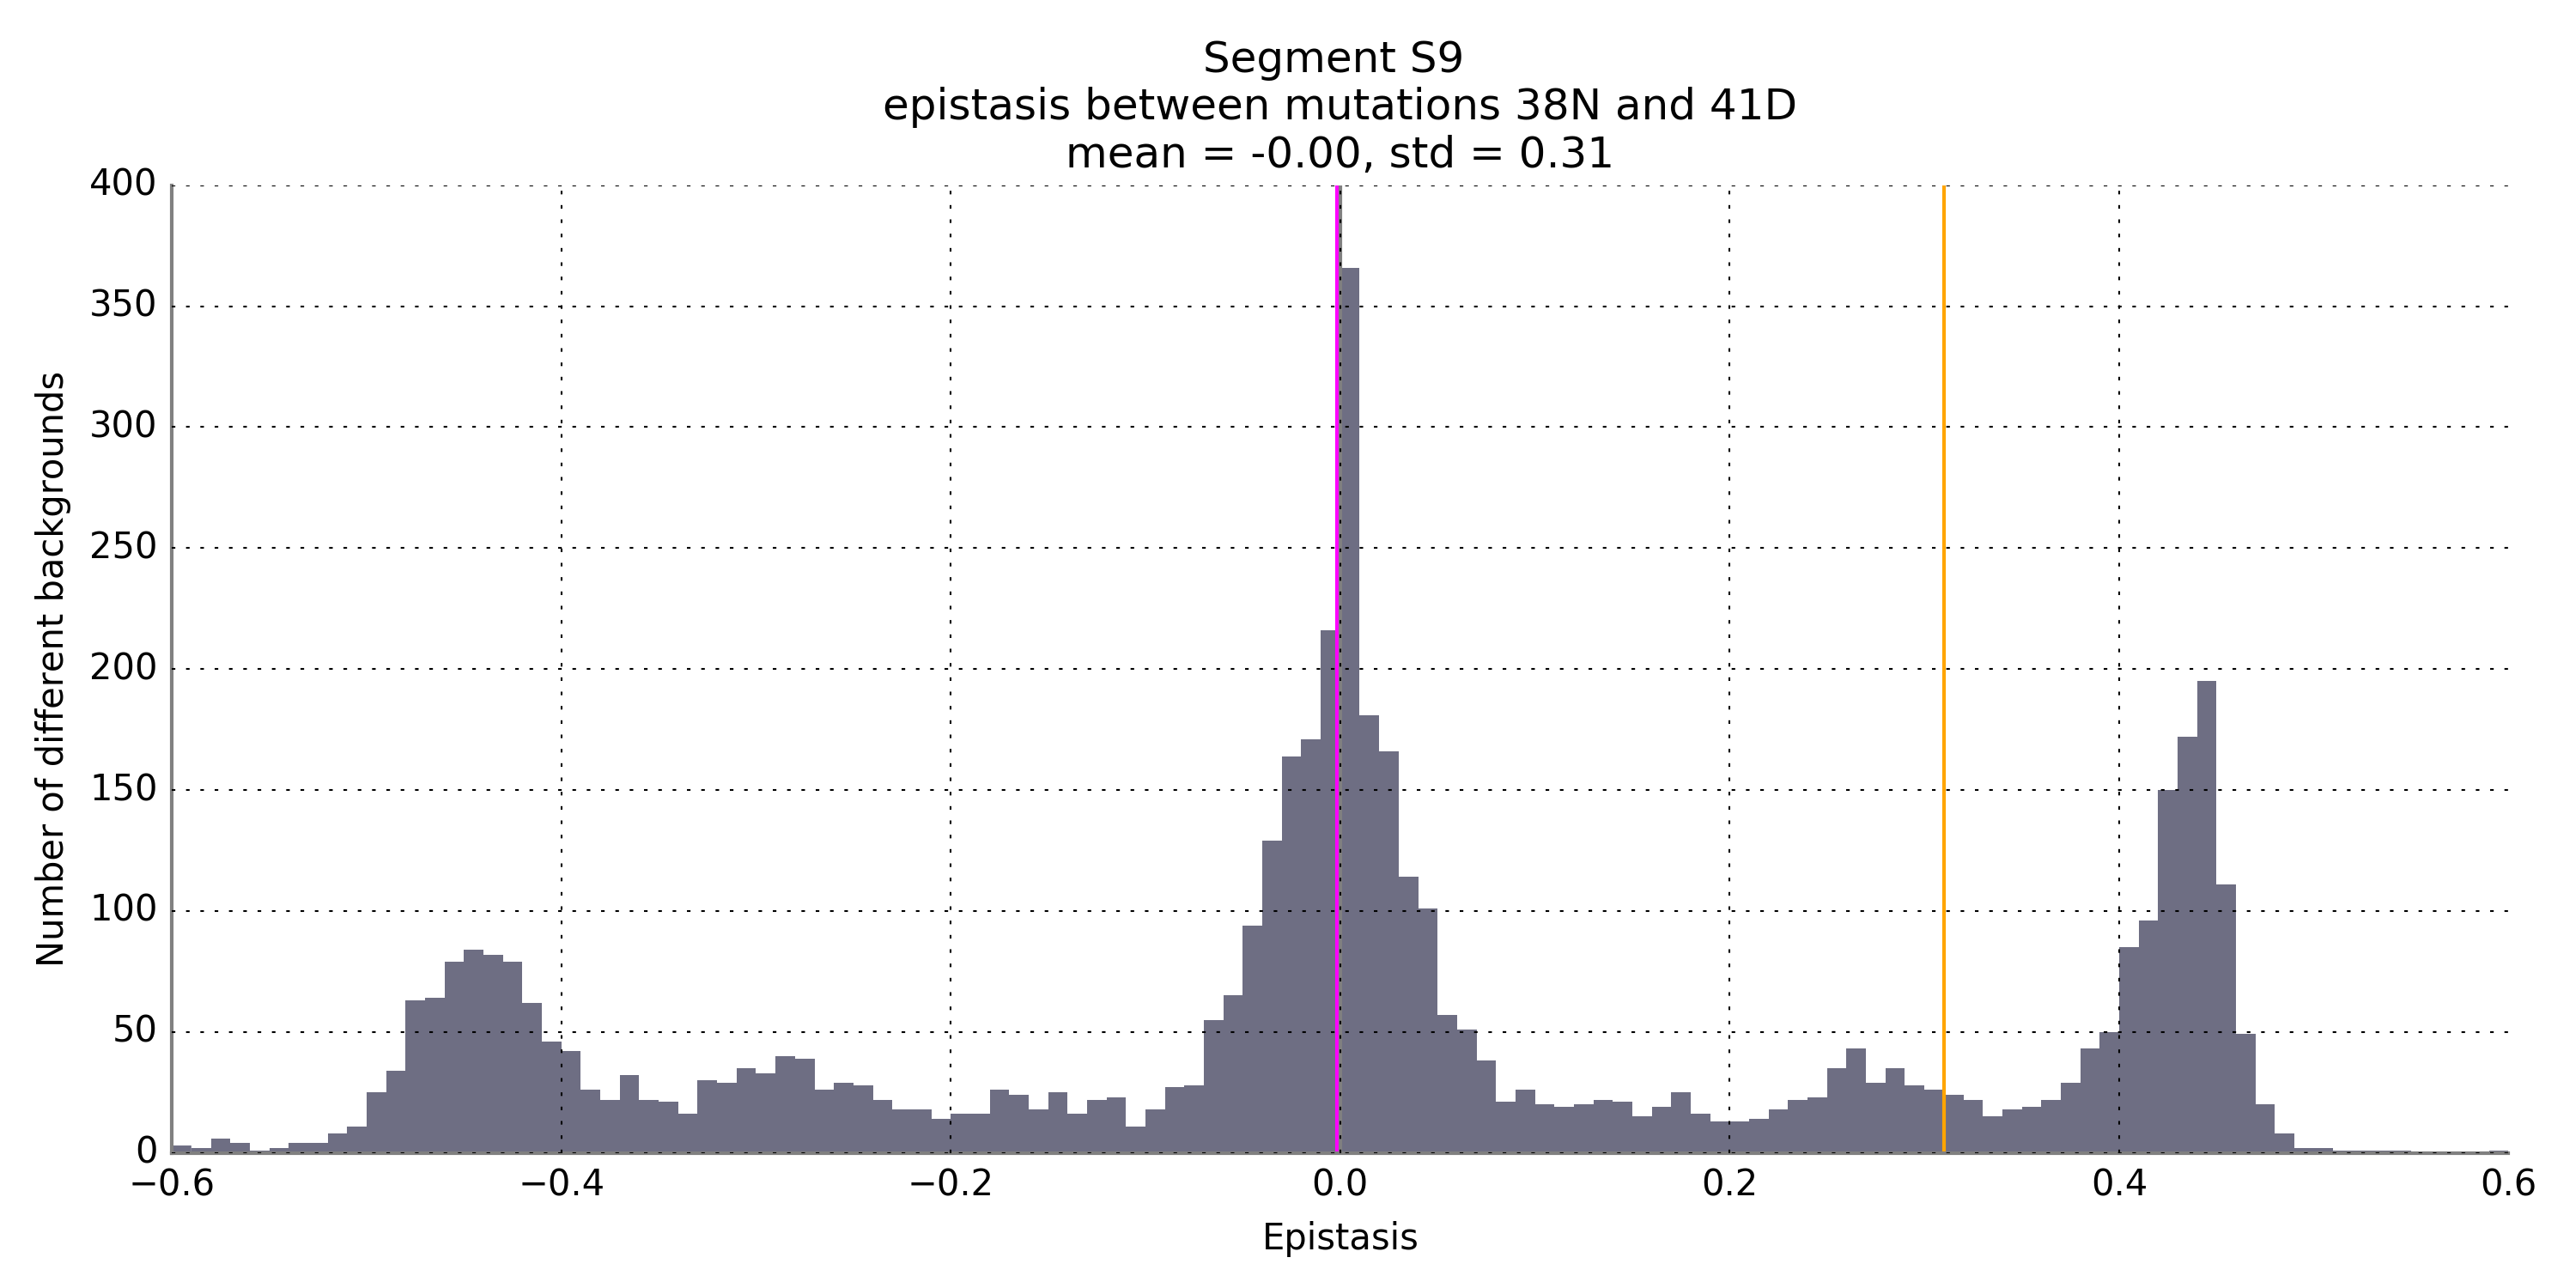 Segment S9
epistasis between mutations 38N and 41D
mean = -0.00, std = 0.31
400
350
300
250
200
150
100
50
0
Number of different backgrounds
−0.6 −0.4 −0.2 0.0 0.2 0.4 0.6
Epistasis